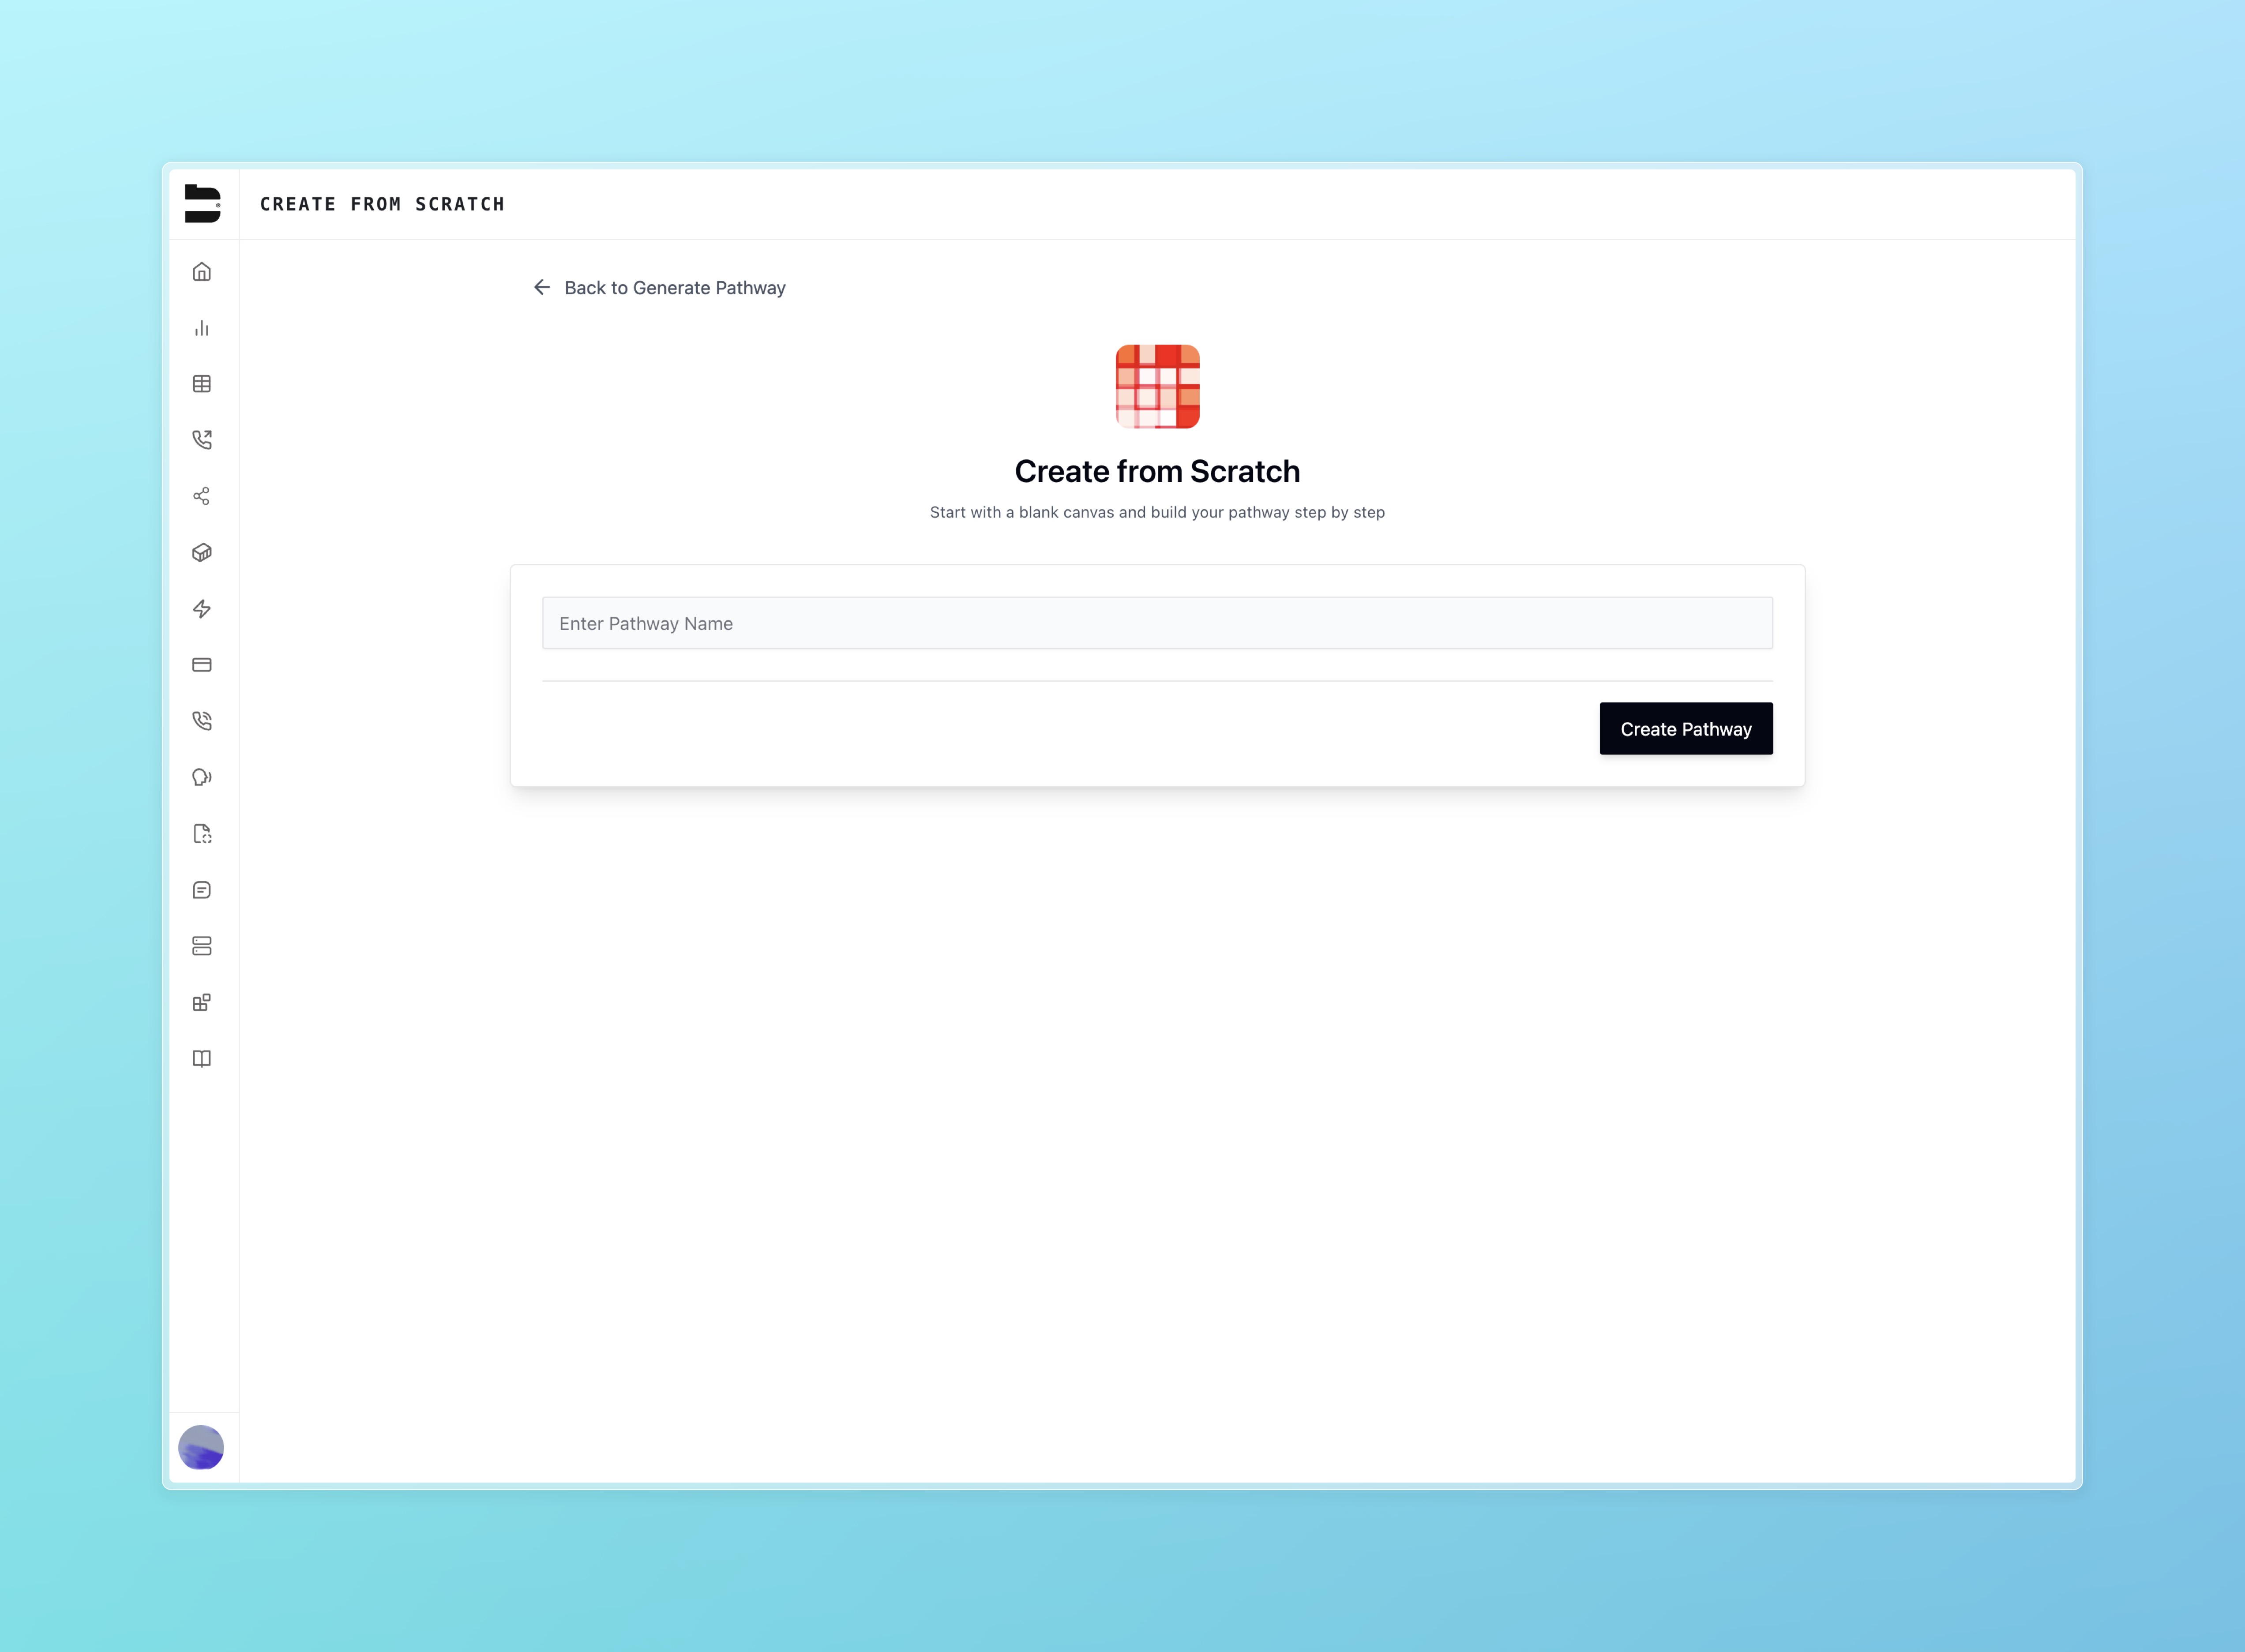 CREATE FROM SCRATCH
Back to Generate Pathway
Create from Scratch
Start with a blank canvas and build your pathway step by step
Enter Pathway Name
Create Pathway